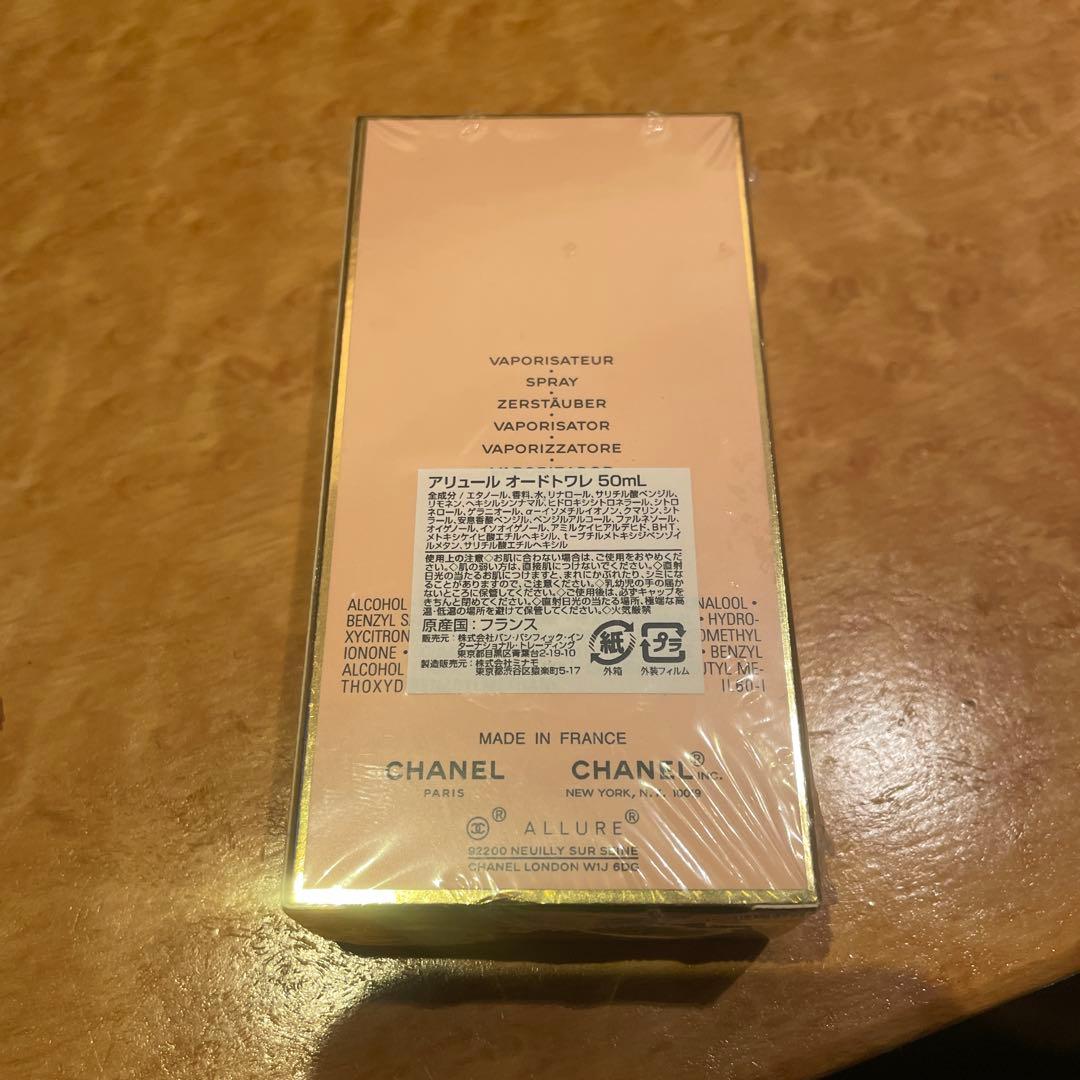 VAPORISATEUR
SPRAY
ZERSTÄUBER
VAPORISATOR
VAPORIZZATORE
アリュール オードトワレ 50mL
全成分 / エタノール、香料、水、リナロール、サリチル酸ベンジル、
リモネン、ヘキシルシンナマル、ヒドロキシシトロネラール、シトロ
ネロール、ゲラニオール、α-イソメチルイオノン、クマリン、シト
ラール、安息香酸ベンジル、ベンジルアルコール、ファルネソール、
オイゲノール、イソオイゲノール、アミルケイヒアルデヒド、BHT、
メトキシケイヒ酸エチルヘキシル、t-ブチルメトキシジベンゾイ
ルメタン、サリチル酸エチルヘキシル
使用上の注意◇お肌に合わない場合は、ご使用をおやめくだ
さい。◇肌の弱い方は、直接肌につけないでください。◇直射
日光の当たるお肌につけますと、まれにかぶれたり、シミにな
ることがありますので、ご注意ください。◇乳幼児の手の届か
ないところに保管してください。◇ご使用後は、必ずキャップを
きちんと閉めてください。◇直射日光の当たる場所、極端な高
温・低温の場所を避けて保管してください。◇火気厳禁
原産国：フランス
販売元：株式会社パン・パシフィック・イン
ターナショナル・トレーディング
東京都目黒区青葉台2-19-10
製造販売元：株式会社ミナモ
東京都渋谷区猿楽町5-17
紙
外箱
プラ
外装フィルム
ALCOHOL NALOOL •
BENZYL S • HYDRO-
XYCITRON OMETHYL
IONONE • • BENZYL
ALCOHOL UTYL ME-
THOXYD IL60-I
MADE IN FRANCE
CHANEL CHANEL® INC.
PARIS NEW YORK, N.Y. 10019
® ALLURE®
92200 NEUILLY SUR SEINE
CHANEL LONDON W1J 6DG